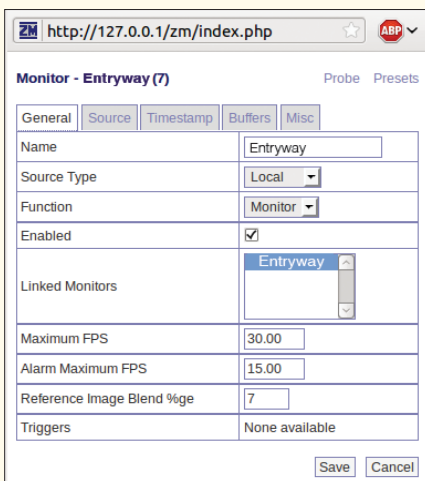 ZM http://127.0.0.1/zm/index.php ABP
Monitor - Entryway (7) Probe Presets
General Source Timestamp Buffers Misc
Name Entryway
Source Type Local
Function Monitor
Enabled
Linked Monitors Entryway
Maximum FPS 30.00
Alarm Maximum FPS 15.00
Reference Image Blend %ge 7
Triggers None available
Save Cancel